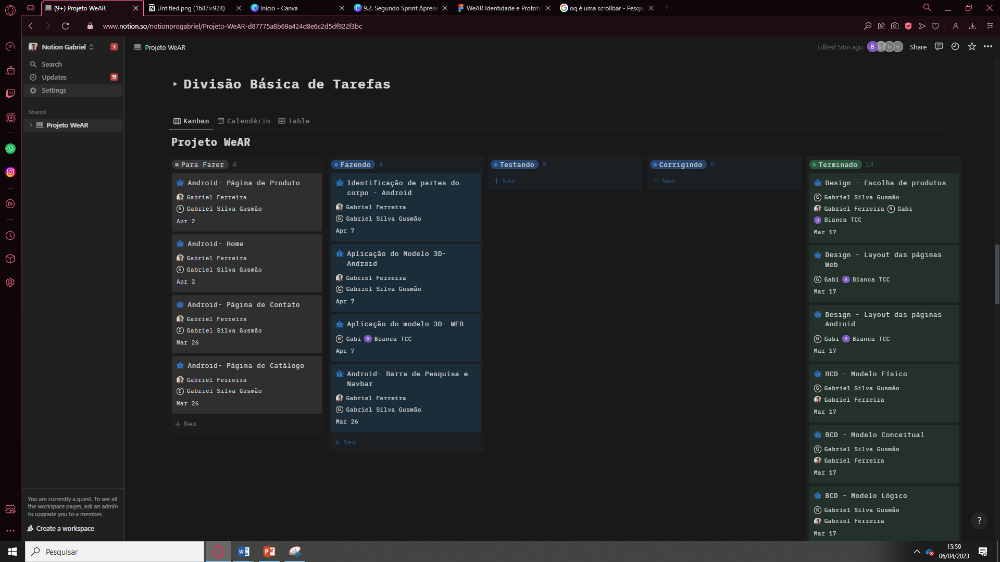 (9+) Projeto WeAR
Untitled.png (1687×924)
Início - Canva
9.2. Segundo Sprint Aprese
WeAR Identidade e Prototi
oq é uma scrollbar - Pesqu
www.notion.so/notionprogabriel/Projeto-WeAR-d87775a8b69a424d8e6c2d5df922f3bc
Notion Gabriel
3
Projeto WeAR
Edited 54m ago
B
G
G
Share
Search
Updates
19
Settings
Shared
Projeto WeAR
Divisão Básica de Tarefas
Kanban
Calendário
Table
Projeto WeAR
Para Fazer 4
Android- Página de Produto
Gabriel Ferreira
G Gabriel Silva Gusmão
Apr 2
Android- Home
Gabriel Ferreira
G Gabriel Silva Gusmão
Apr 2
Android- Página de Contato
Gabriel Ferreira
G Gabriel Silva Gusmão
Mar 26
Android- Página de Catálogo
Gabriel Ferreira
G Gabriel Silva Gusmão
Mar 26
+ New
Fazendo 4
Identificação de partes do
corpo - Android
Gabriel Ferreira
G Gabriel Silva Gusmão
Apr 7
Aplicação do Modelo 3D-
Android
Gabriel Ferreira
G Gabriel Silva Gusmão
Apr 7
Aplicação do modelo 3D- WEB
G Gabi B Bianca TCC
Apr 7
Android- Barra de Pesquisa e
Navbar
Gabriel Ferreira
G Gabriel Silva Gusmão
Mar 26
+ New
Testando 0
+ New
Corrigindo 0
+ New
Terminado 14
Design - Escolha de produtos
G Gabriel Silva Gusmão
Gabriel Ferreira G Gabi
B Bianca TCC
Mar 17
Design - Layout das páginas
Web
G Gabi B Bianca TCC
Mar 17
Design - Layout das páginas
Android
G Gabi B Bianca TCC
Mar 17
BCD - Modelo Físico
G Gabriel Silva Gusmão
Gabriel Ferreira
Mar 17
BCD - Modelo Conceitual
G Gabriel Silva Gusmão
Gabriel Ferreira
Mar 17
BCD - Modelo Lógico
G Gabriel Silva Gusmão
Gabriel Ferreira
Mar 17
You are currently a guest. To see all
the workspace pages, ask an admin
to upgrade you to a member.
Create a workspace
?
Pesquisar
15:59
06/04/2023